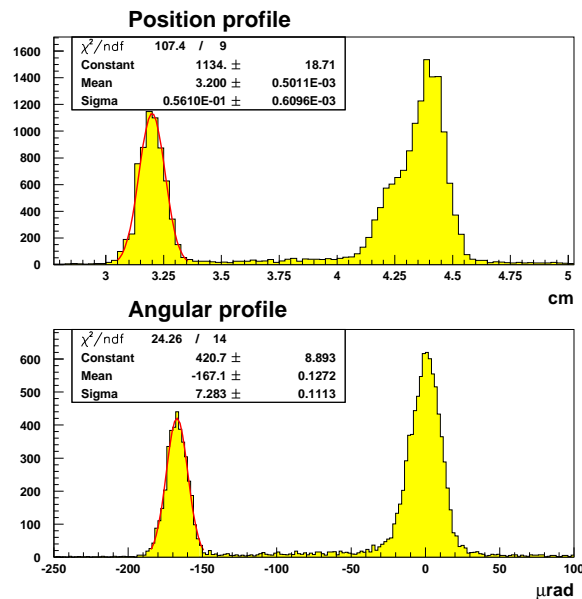 Position profile
χ²/ndf 107.4 / 9
Constant 1134. ± 18.71
Mean 3.200 ± 0.5011E-03
Sigma 0.5610E-01 ± 0.6096E-03
1600
1400
1200
1000
800
600
400
200
0
3 3.25 3.5 3.75 4 4.25 4.5 4.75 5
cm
Angular profile
χ²/ndf 24.26 / 14
Constant 420.7 ± 8.893
Mean -167.1 ± 0.1272
Sigma 7.283 ± 0.1113
600
500
400
300
200
100
0
-250 -200 -150 -100 -50 0 50 100
μrad